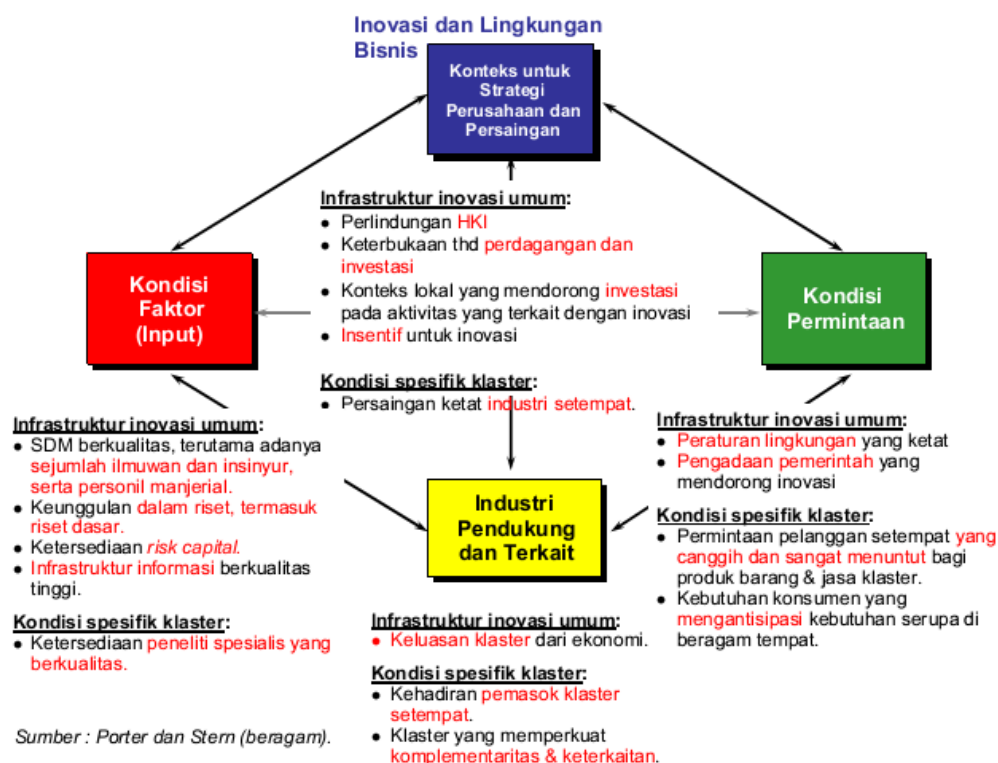 Inovasi dan Lingkungan
Bisnis
Konteks untuk
Strategi
Perusahaan dan
Persaingan
Infrastruktur inovasi umum:
● Perlindungan HKI
● Keterbukaan thd perdagangan dan
investasi
● Konteks lokal yang mendorong investasi
pada aktivitas yang terkait dengan inovasi
● Insentif untuk inovasi
Kondisi spesifik klaster:
● Persaingan ketat industri setempat.
Kondisi
Faktor
(Input)
Kondisi
Permintaan
Infrastruktur inovasi umum:
● SDM berkualitas, terutama adanya
sejumlah ilmuwan dan insinyur,
serta personil manjerial.
● Keunggulan dalam riset, termasuk
riset dasar.
● Ketersediaan risk capital.
● Infrastruktur informasi berkualitas
tinggi.
Kondisi spesifik klaster:
● Ketersediaan peneliti spesialis yang
berkualitas.
Industri
Pendukung
dan Terkait
Infrastruktur inovasi umum:
● Keluasan klaster dari ekonomi.
Kondisi spesifik klaster:
● Kehadiran pemasok klaster
setempat.
● Klaster yang memperkuat
komplementaritas & keterkaitan.
Infrastruktur inovasi umum:
● Peraturan lingkungan yang ketat
● Pengadaan pemerintah yang
mendorong inovasi
Kondisi spesifik klaster:
● Permintaan pelanggan setempat yang
canggih dan sangat menuntut bagi
produk barang & jasa klaster.
● Kebutuhan konsumen yang
mengantisipasi kebutuhan serupa di
beragam tempat.
Sumber : Porter dan Stern (beragam).